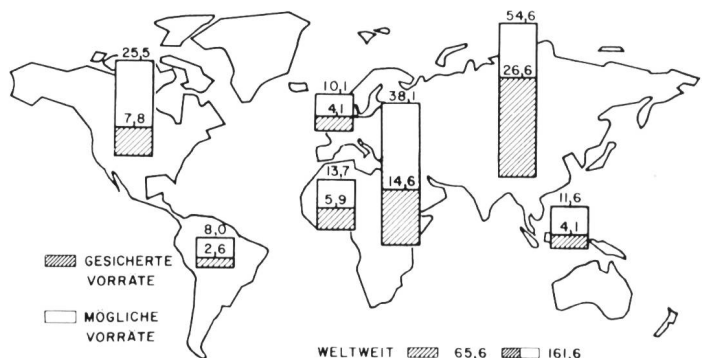 54,6
25,5
26,6
10,1
4,1
38,1
7,8
13,7
14,6
5,9
11,6
4,1
8,0
2,6
GESICHERTE
VORRÄTE
MÖGLICHE
VORRÄTE
WELTWEIT 65,6 161,6